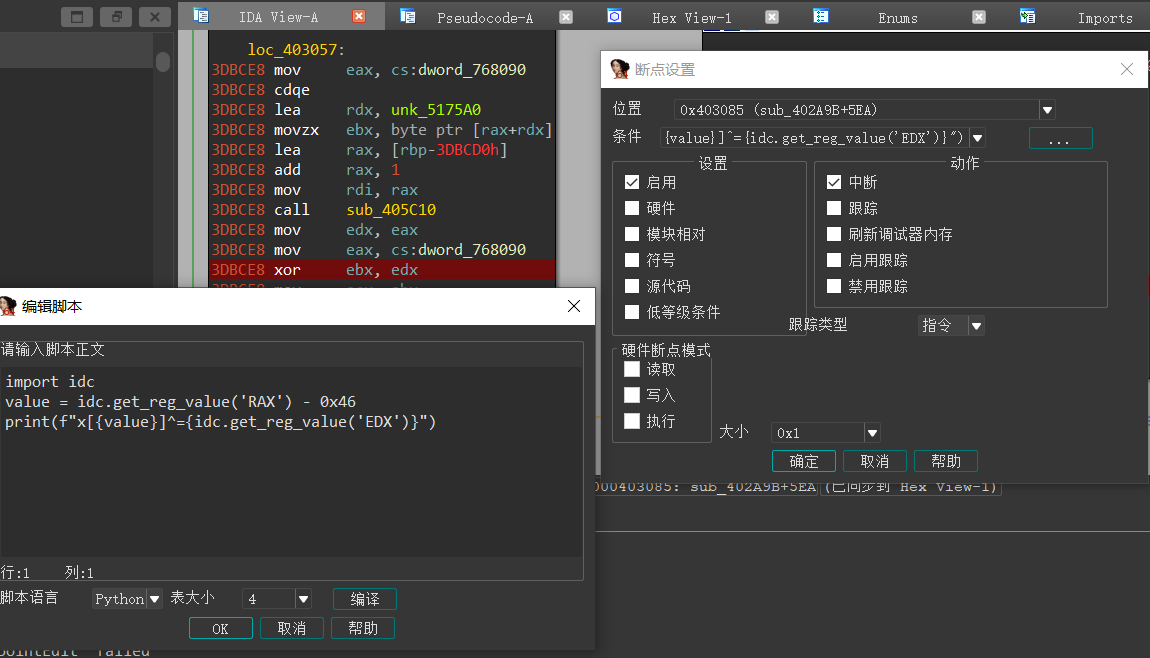 IDA View-A
Pseudocode-A
Hex View-1
Enums
Imports
loc_403057:
3DBCE8 mov eax, cs:dword_768090
3DBCE8 cdqe
3DBCE8 lea rdx, unk_5175A0
3DBCE8 movzx ebx, byte ptr [rax+rdx]
3DBCE8 lea rax, [rbp-3DBCD0h]
3DBCE8 add rax, 1
3DBCE8 mov rdi, rax
3DBCE8 call sub_405C10
3DBCE8 mov edx, eax
3DBCE8 mov eax, cs:dword_768090
3DBCE8 xor ebx, edx
断点设置
位置 0x403085 (sub_402A9B+5EA)
条件 {value}]^={idc.get_reg_value('EDX')}") ...
设置
启用
硬件
模块相对
符号
源代码
低等级条件
动作
中断
跟踪
刷新调试器内存
启用跟踪
禁用跟踪
跟踪类型 指令
硬件断点模式
读取
写入
执行
大小 0x1
确定 取消 帮助
000403085: sub_402A9B+5EA (已同步到 Hex View-1)
编辑脚本
请输入脚本正文
import idc
value = idc.get_reg_value('RAX') - 0x46
print(f"x[{value}]^={idc.get_reg_value('EDX')}")
行:1 列:1
脚本语言 Python 表大小 4 编译
OK 取消 帮助
pointEdit' failed